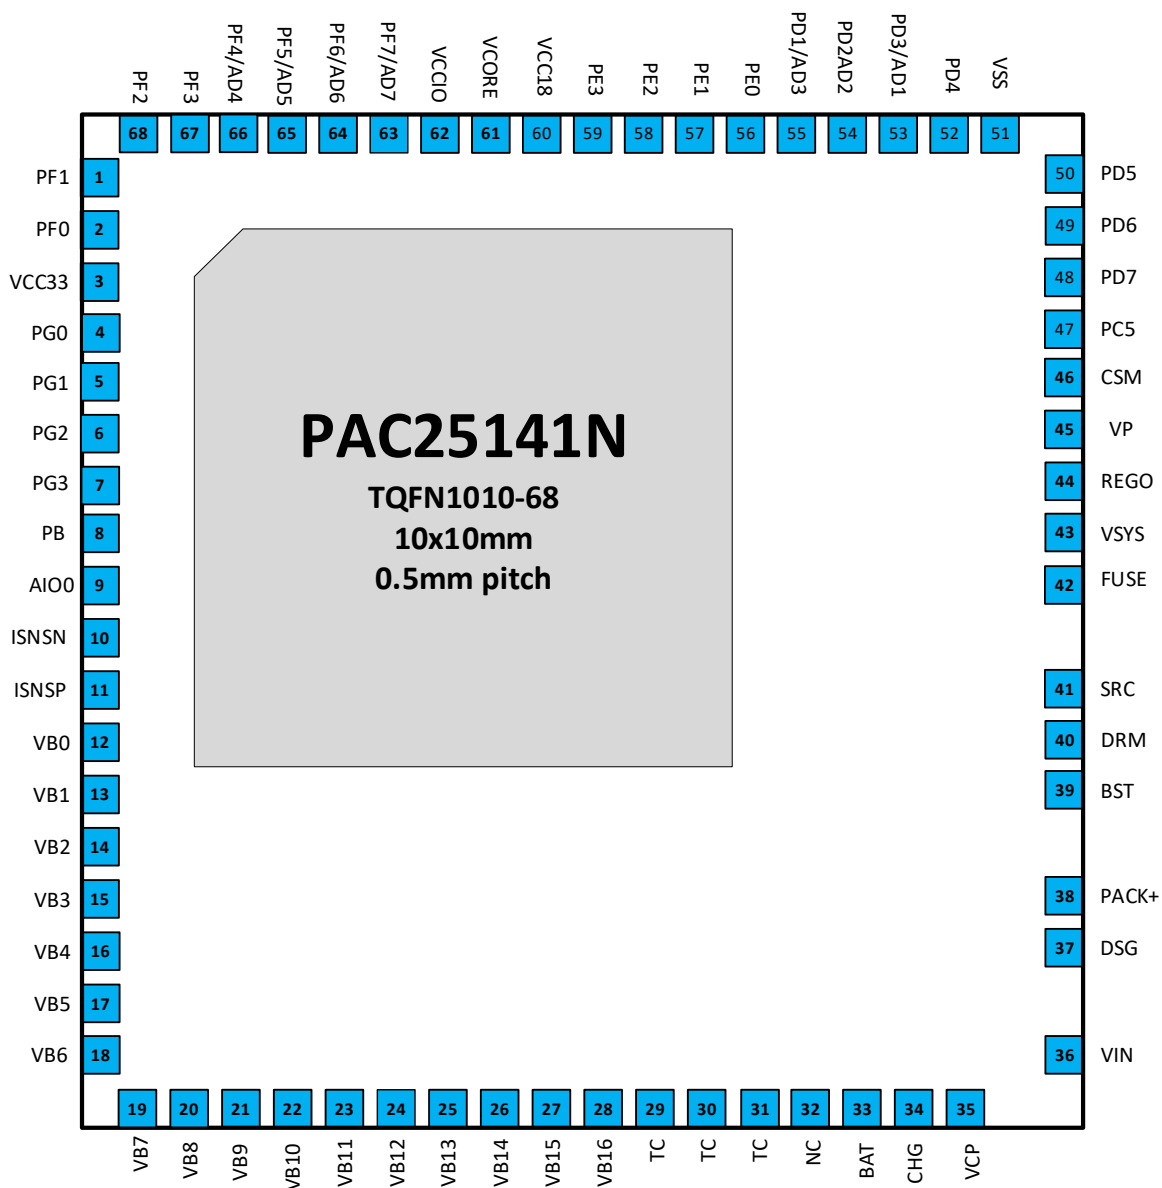 PF2
PF3
PF4/AD4
PF5/AD5
PF6/AD6
PF7/AD7
VCCIO
VCORE
VCC18
PE3
PE2
PE1
PE0
PD1/AD3
PD2AD2
PD3/AD1
PD4
VSS
68
67
66
65
64
63
62
61
60
59
58
57
56
55
54
53
52
51
PF1 1
PF0 2
VCC33 3
PG0 4
PG1 5
PG2 6
PG3 7
PB 8
AIO0 9
ISNSN 10
ISNSP 11
VB0 12
VB1 13
VB2 14
VB3 15
VB4 16
VB5 17
VB6 18
PAC25141N
TQFN1010-68
10x10mm
0.5mm pitch
50 PD5
49 PD6
48 PD7
47 PC5
46 CSM
45 VP
44 REGO
43 VSYS
42 FUSE
41 SRC
40 DRM
39 BST
38 PACK+
37 DSG
36 VIN
19
20
21
22
23
24
25
26
27
28
29
30
31
32
33
34
35
VB7
VB8
VB9
VB10
VB11
VB12
VB13
VB14
VB15
VB16
TC
TC
TC
NC
BAT
CHG
VCP